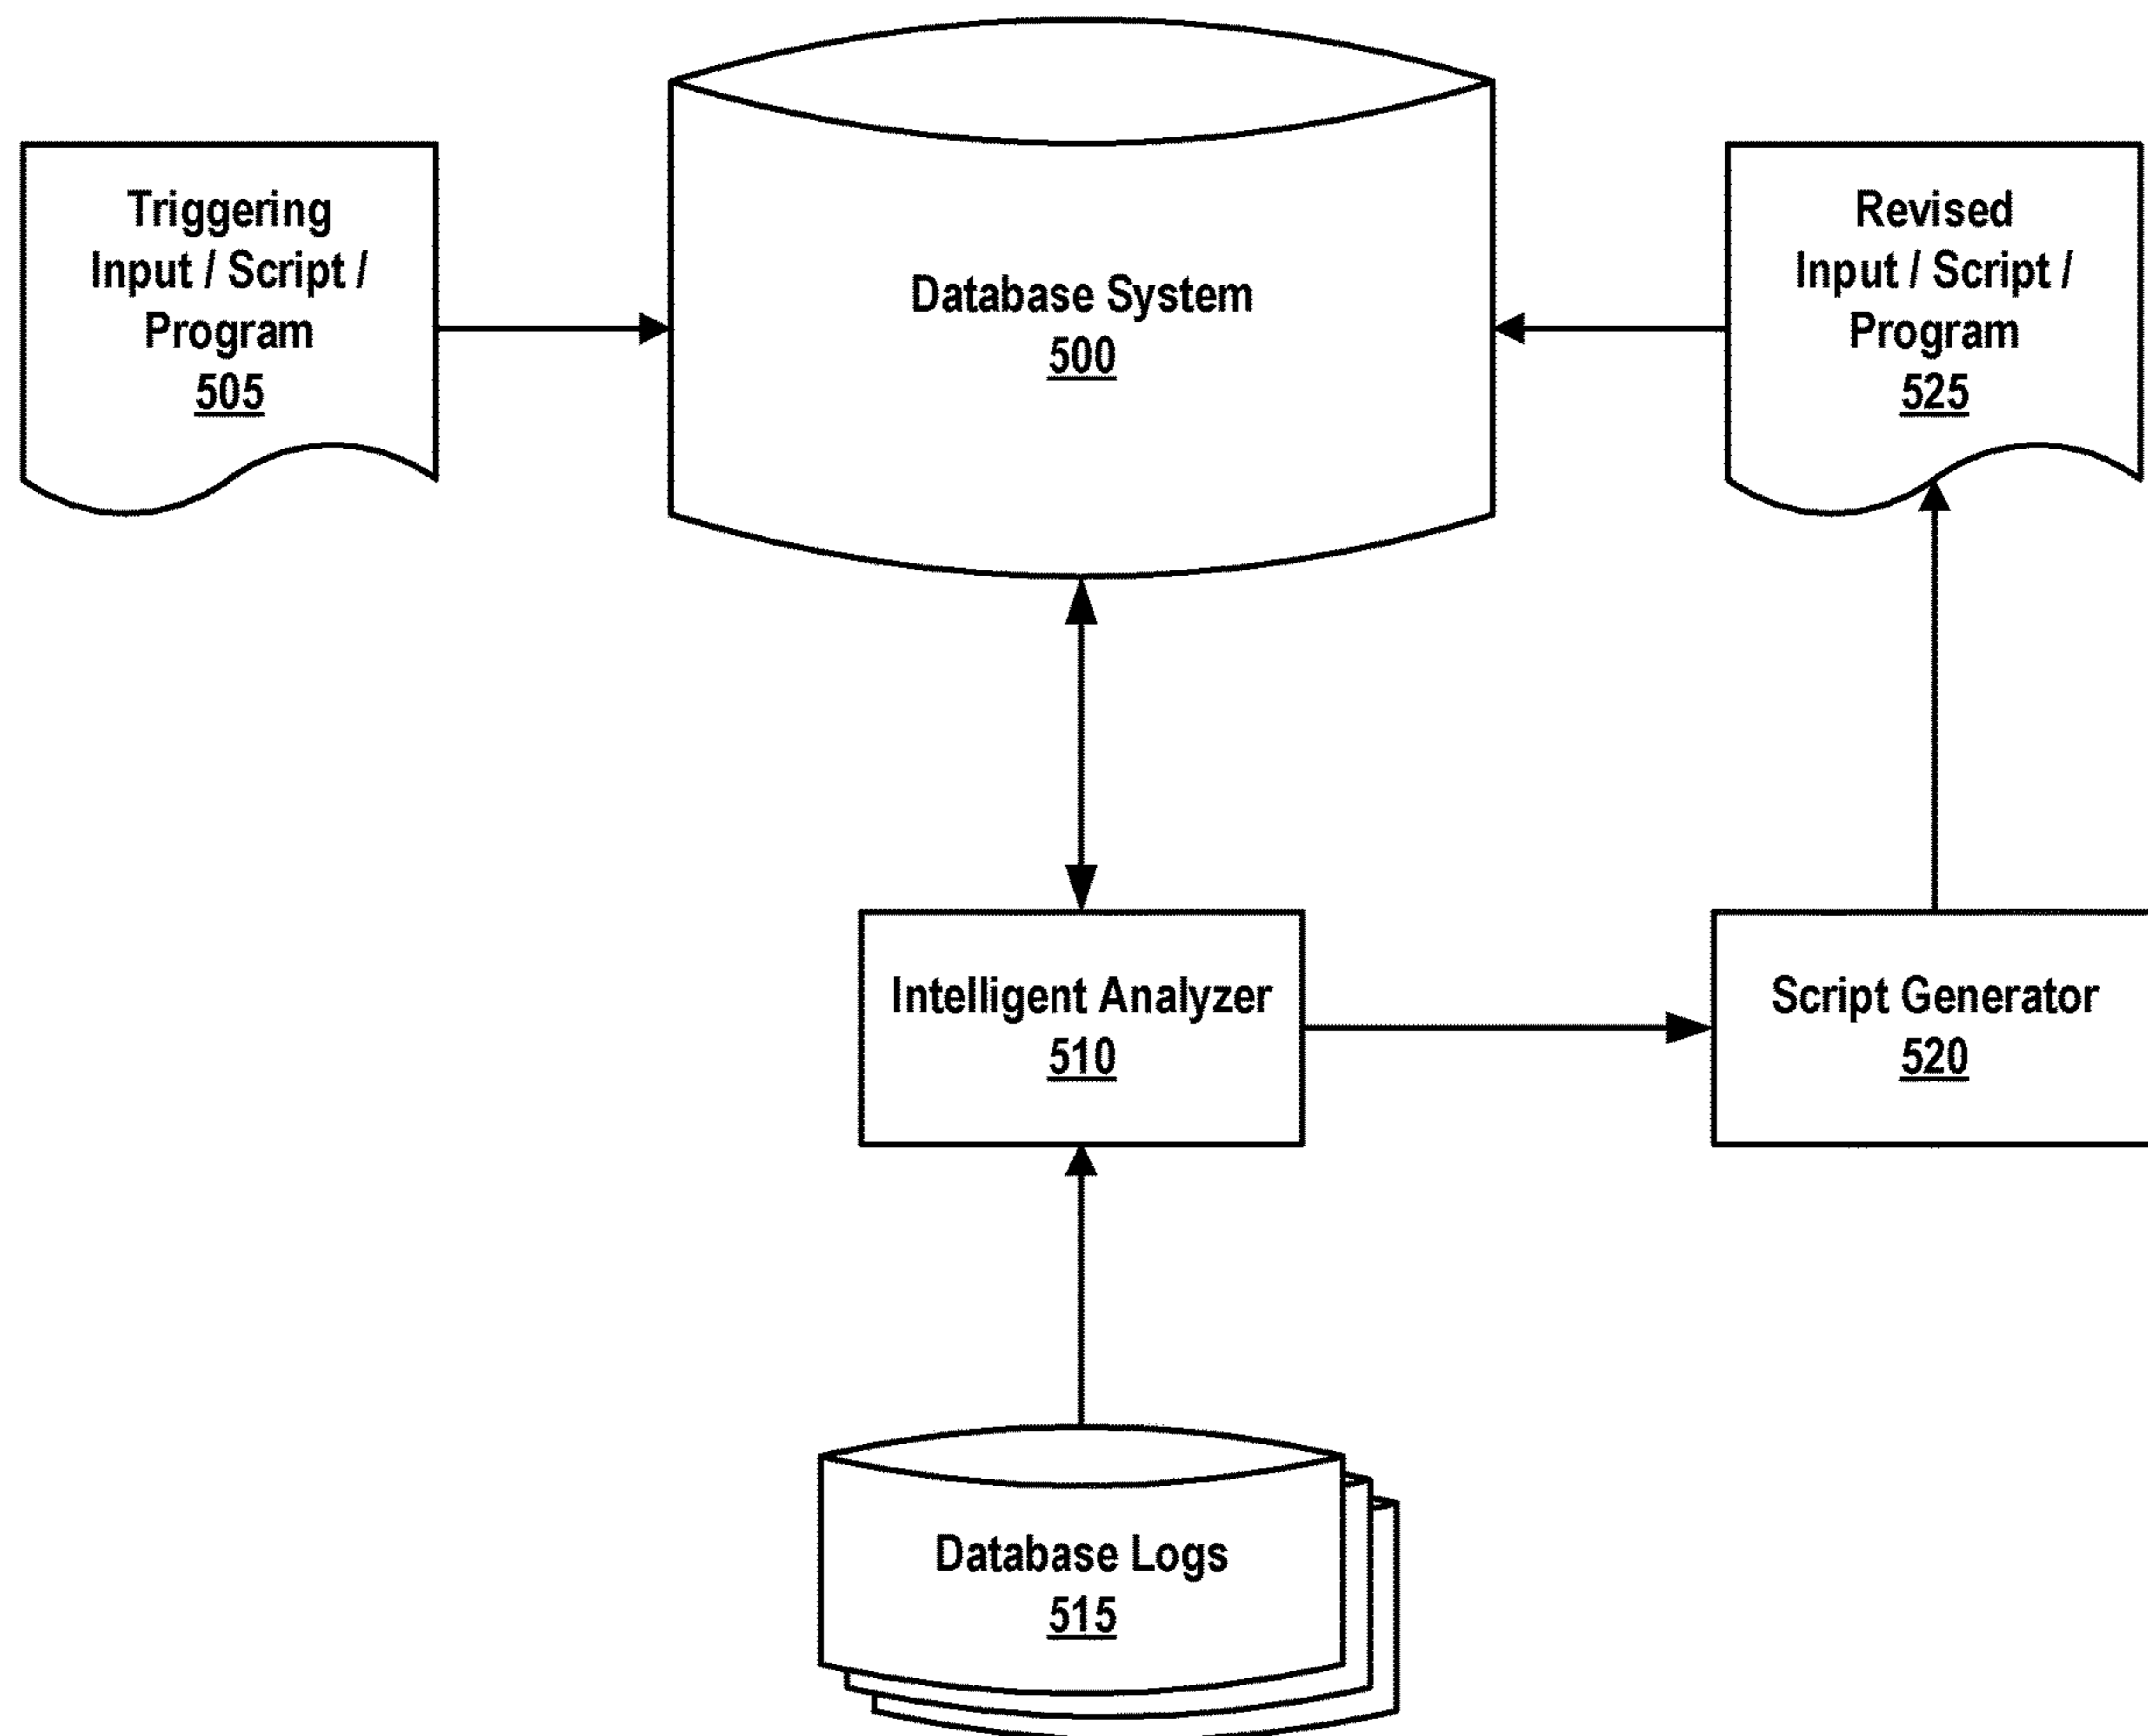 Triggering
Input / Script /
Program
505
Database System
500
Revised
Input / Script /
Program
525
Intelligent Analyzer
510
Script Generator
520
Database Logs
515